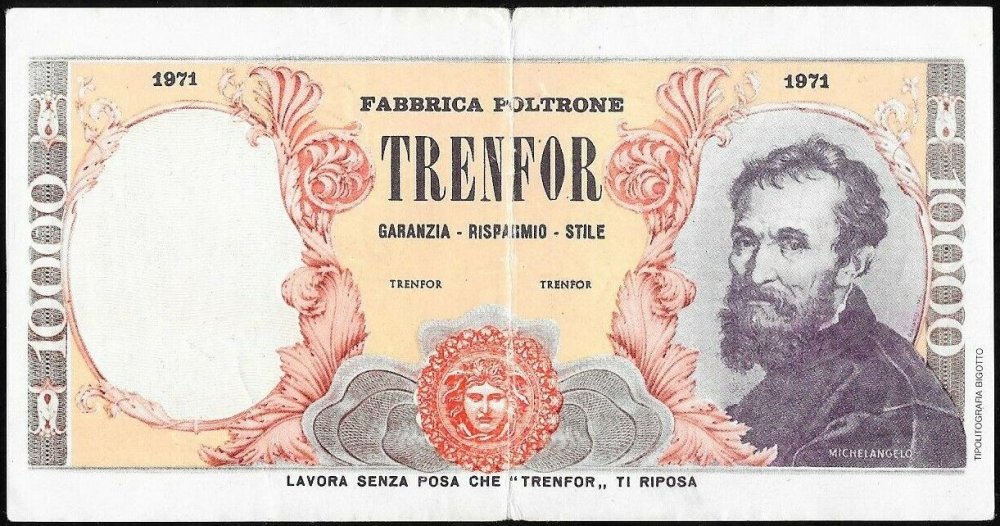 1971
1971
FABBRICA POLTRONE
TRENFOR
GARANZIA - RISPARMIO - STILE
TRENFOR
TRENFOR
10000
10000
MICHELANGELO
TIPOLITOGRAFIA BIGOTTO
LAVORA SENZA POSA CHE "TRENFOR„ TI RIPOSA